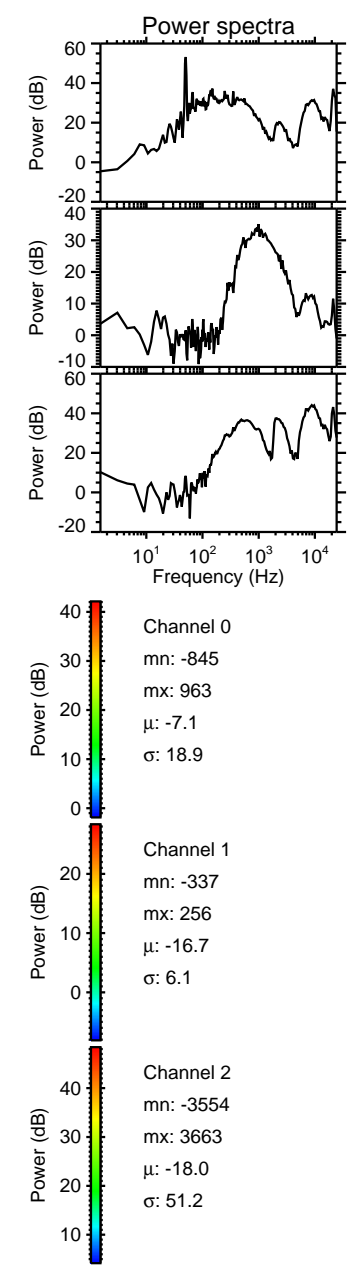 Power spectra
60
40
20
0
-20
Power (dB)
40
30
20
10
0
-10
Power (dB)
60
40
20
0
-20
Power (dB)
10¹ 10² 10³ 10⁴
Frequency (Hz)
40
30
20
10
0
Power (dB)
Channel 0
mn: -845
mx: 963
μ: -7.1
σ: 18.9
20
10
0
Power (dB)
Channel 1
mn: -337
mx: 256
μ: -16.7
σ: 6.1
40
30
20
10
Power (dB)
Channel 2
mn: -3554
mx: 3663
μ: -18.0
σ: 51.2